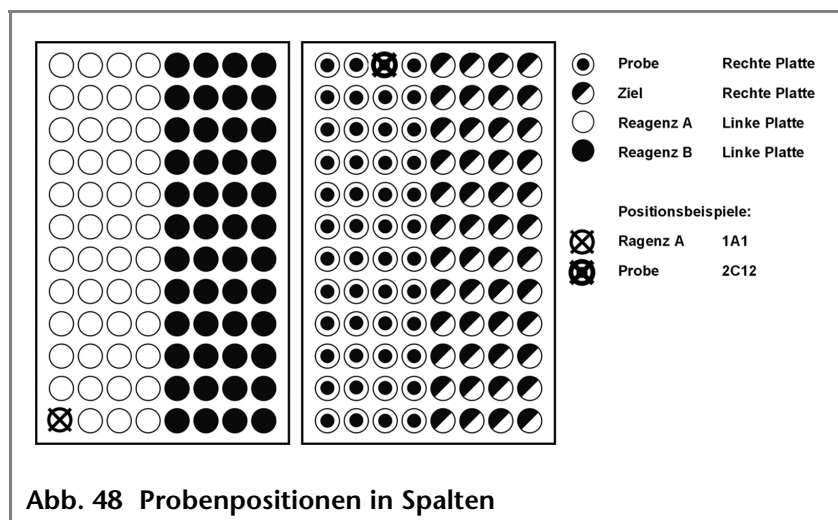 Probe Rechte Platte
Ziel Rechte Platte
Reagenz A Linke Platte
Reagenz B Linke Platte
Positionsbeispiele:
Ragenz A 1A1
Probe 2C12
Abb. 48 Probenpositionen in Spalten